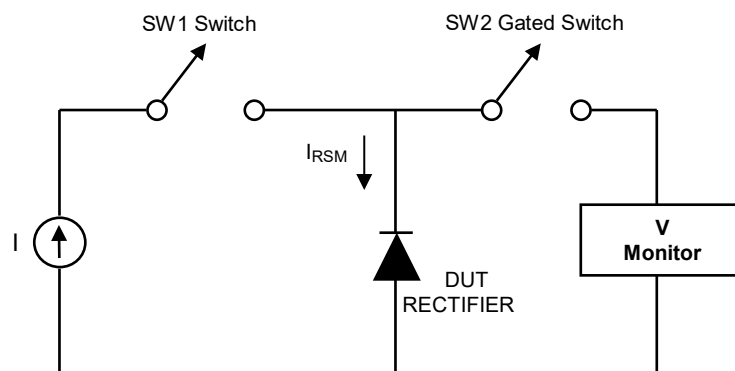 SW1 Switch
SW2 Gated Switch
IRSM
I
V
Monitor
DUT
RECTIFIER